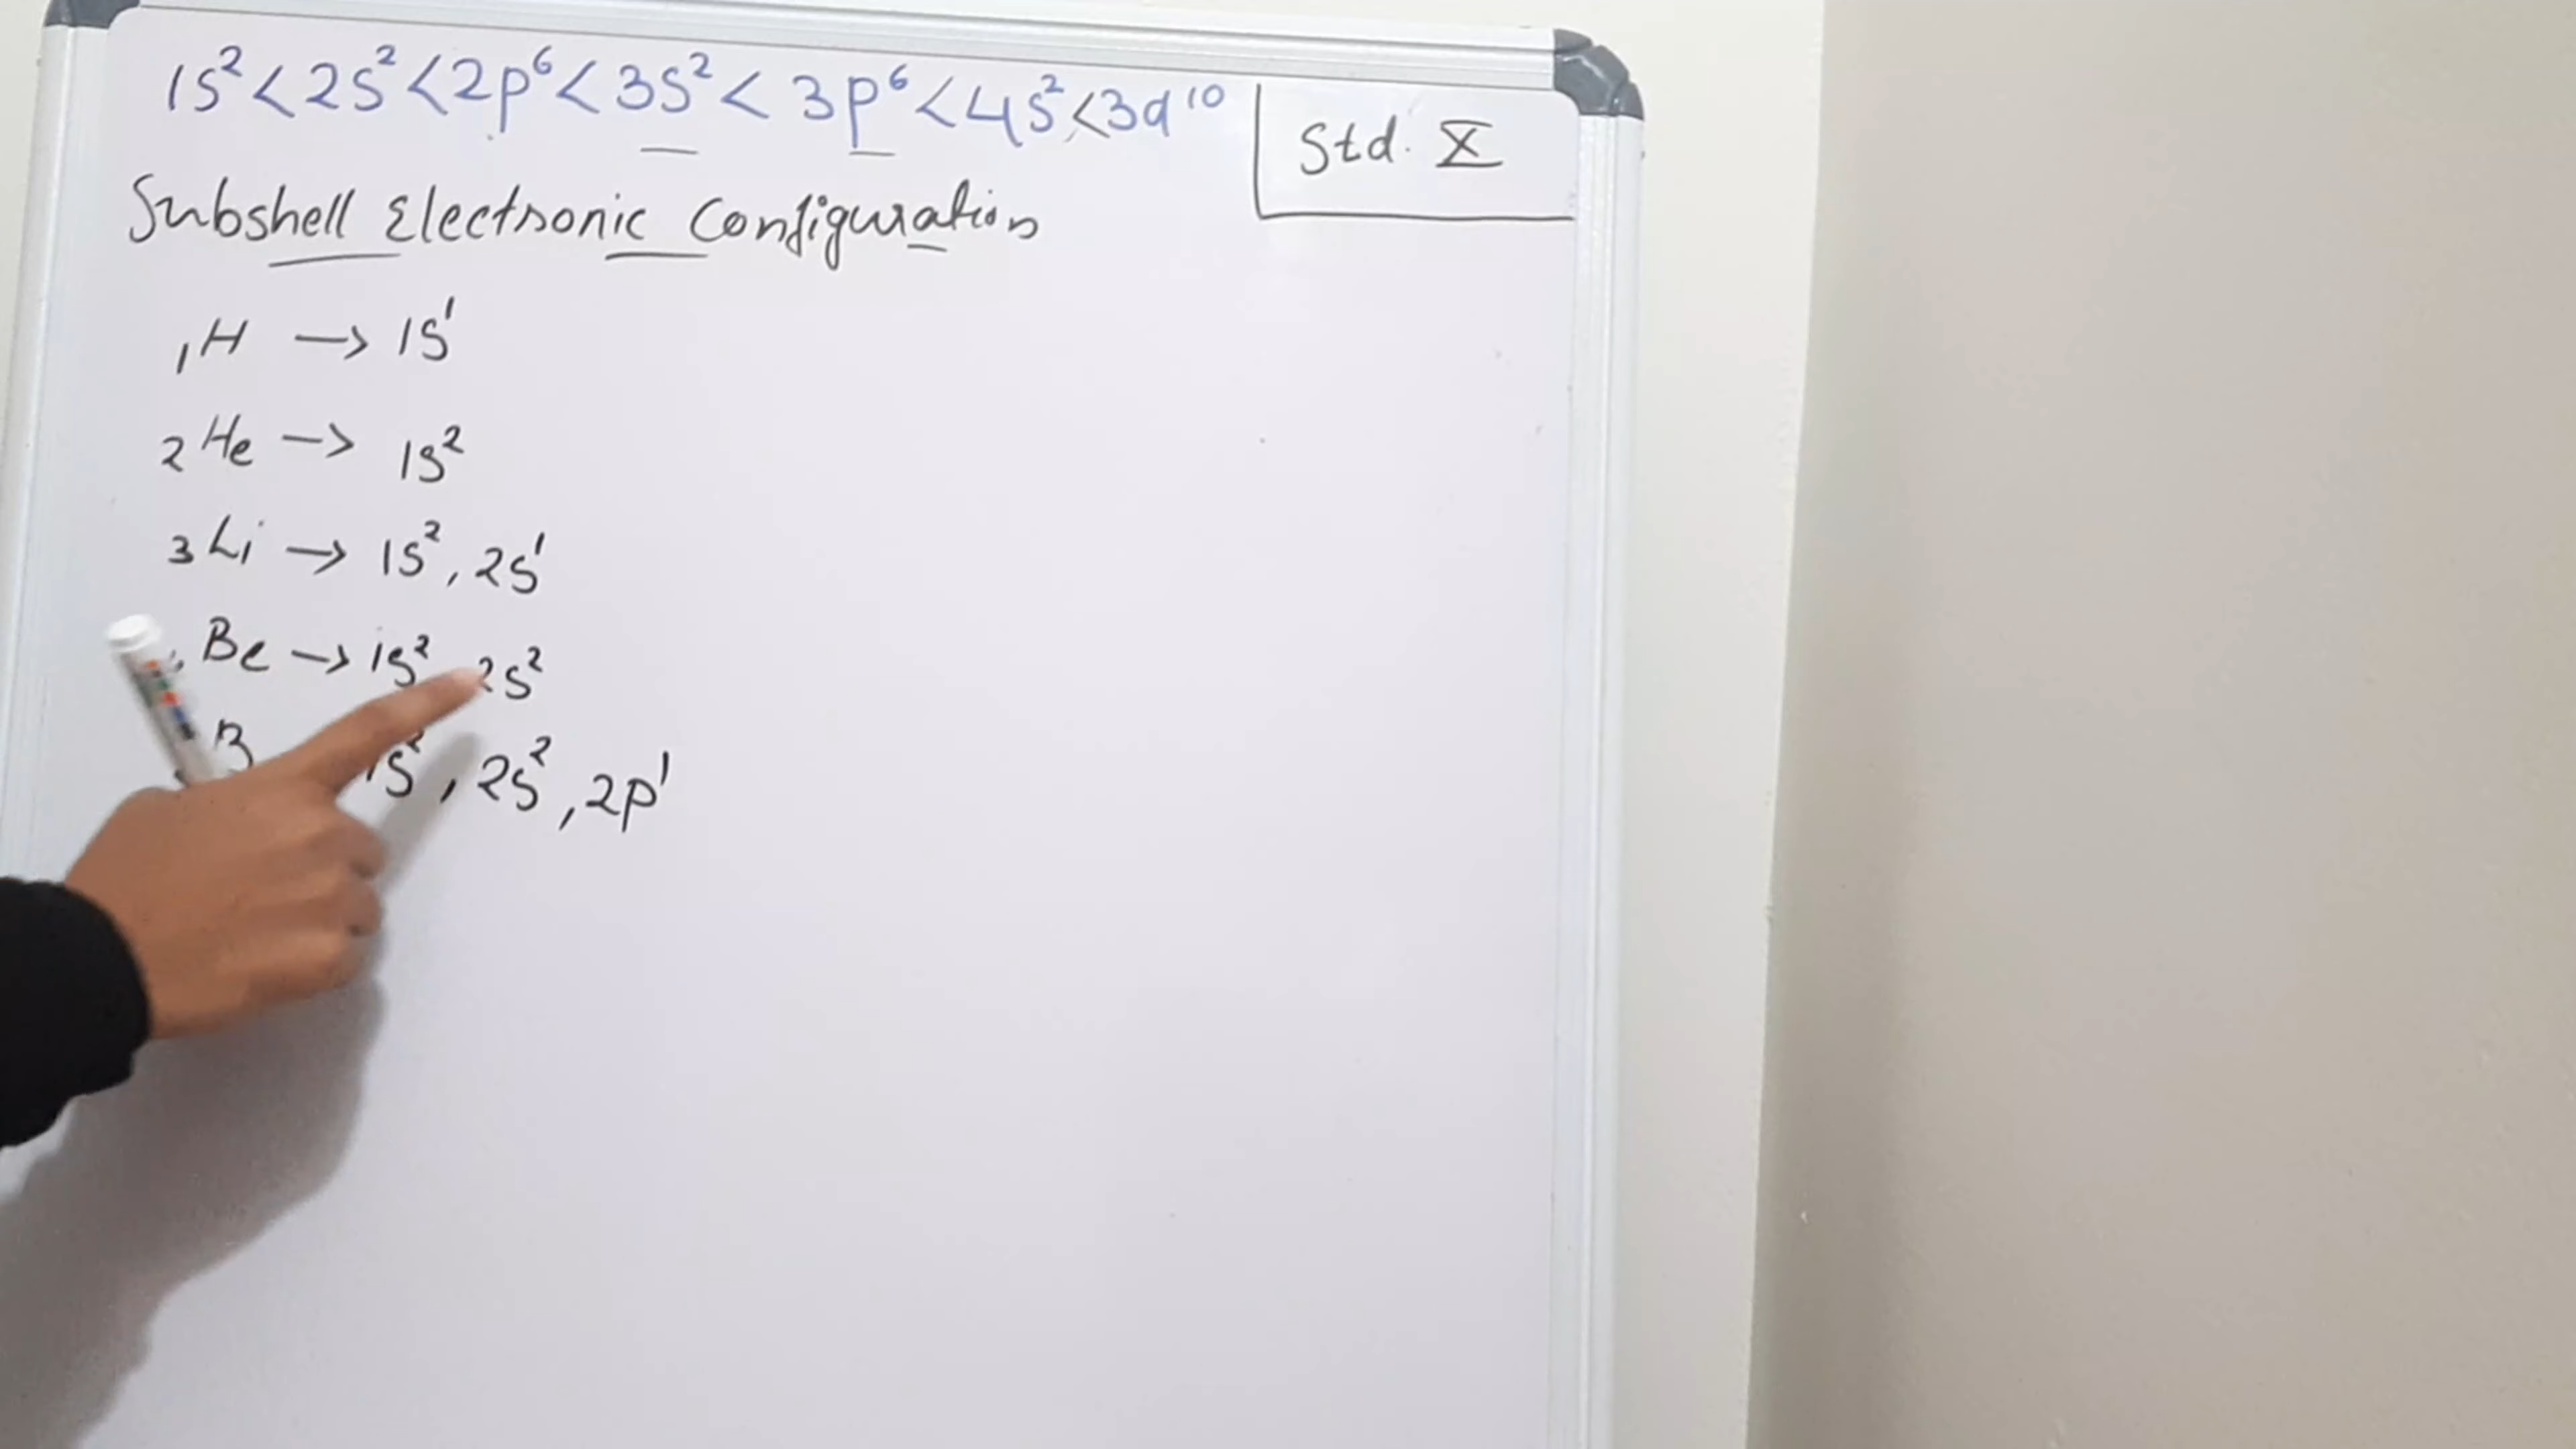 1s² < 2s² < 2p⁶ < 3s² < 3p⁶ < 4s² < 3d¹⁰
Std. X
Subshell Electronic Configuration
₁H → 1s¹
₂He → 1s²
₃Li → 1s², 2s¹
Be → 1s² 2s²
B 1s², 2s², 2p¹